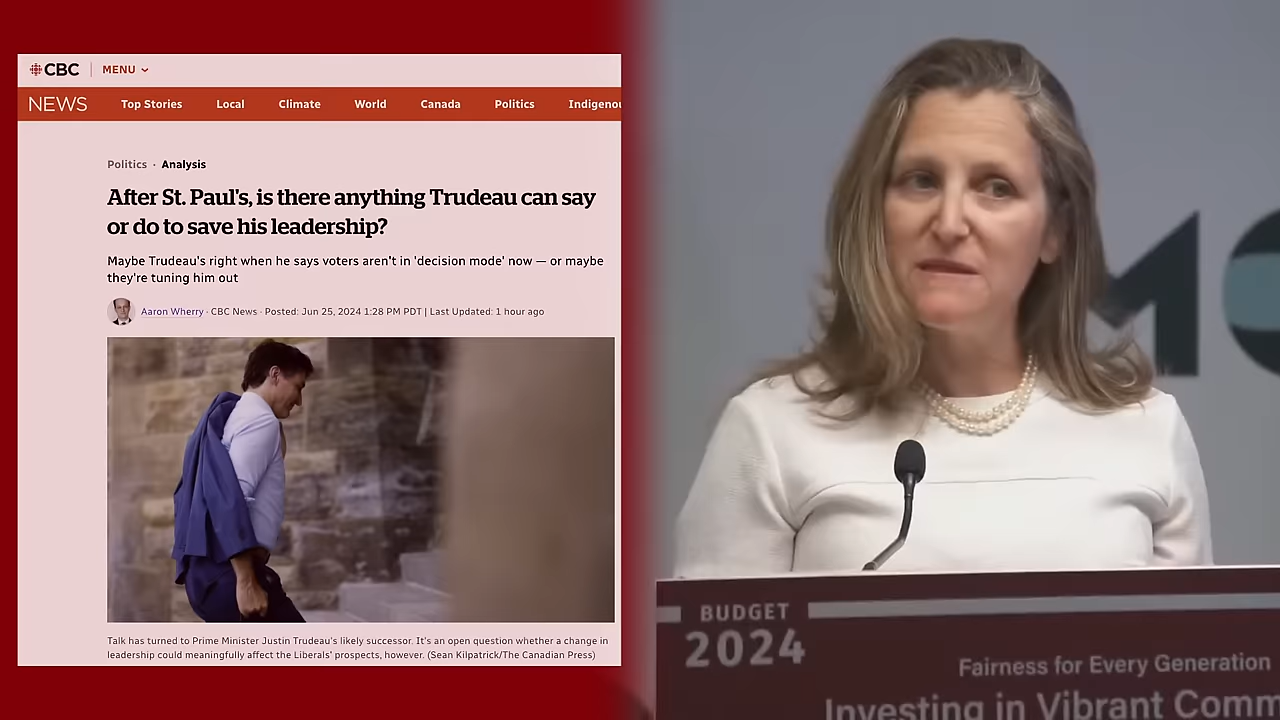 CBC MENU
NEWS Top Stories Local Climate World Canada Politics
Politics · Analysis
After St. Paul's, is there anything Trudeau can say
or do to save his leadership?
Maybe Trudeau's right when he says voters aren't in 'decision mode' now — or maybe
they're tuning him out
Aaron Wherry · CBC News · Posted: Jun 25, 2024 1:28 PM PDT | Last Updated: 1 hour ago
Talk has turned to Prime Minister Justin Trudeau's likely successor. It's an open question whether a change in
leadership could meaningfully affect the Liberals' prospects, however. (Sean Kilpatrick/The Canadian Press)
BUDGET
2024
Fairness for Every Generation
Investing in Vibrant